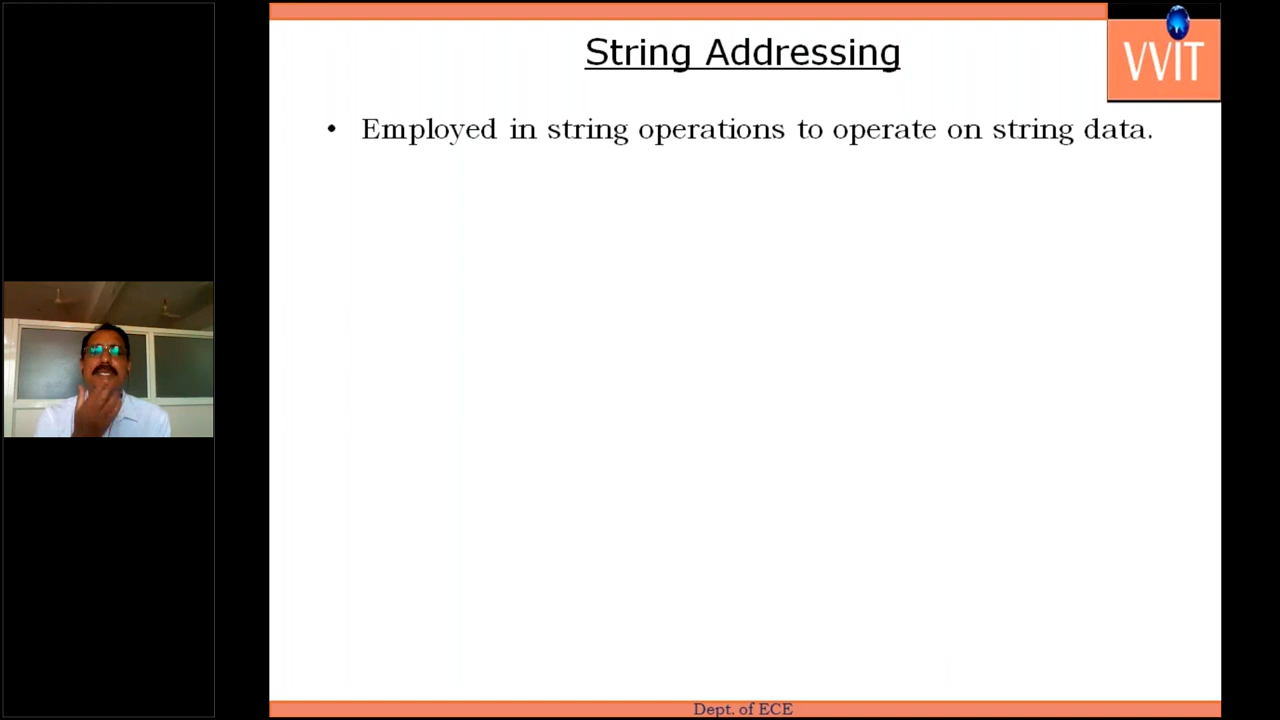 String Addressing
VVIT
• Employed in string operations to operate on string data.
Dept. of ECE